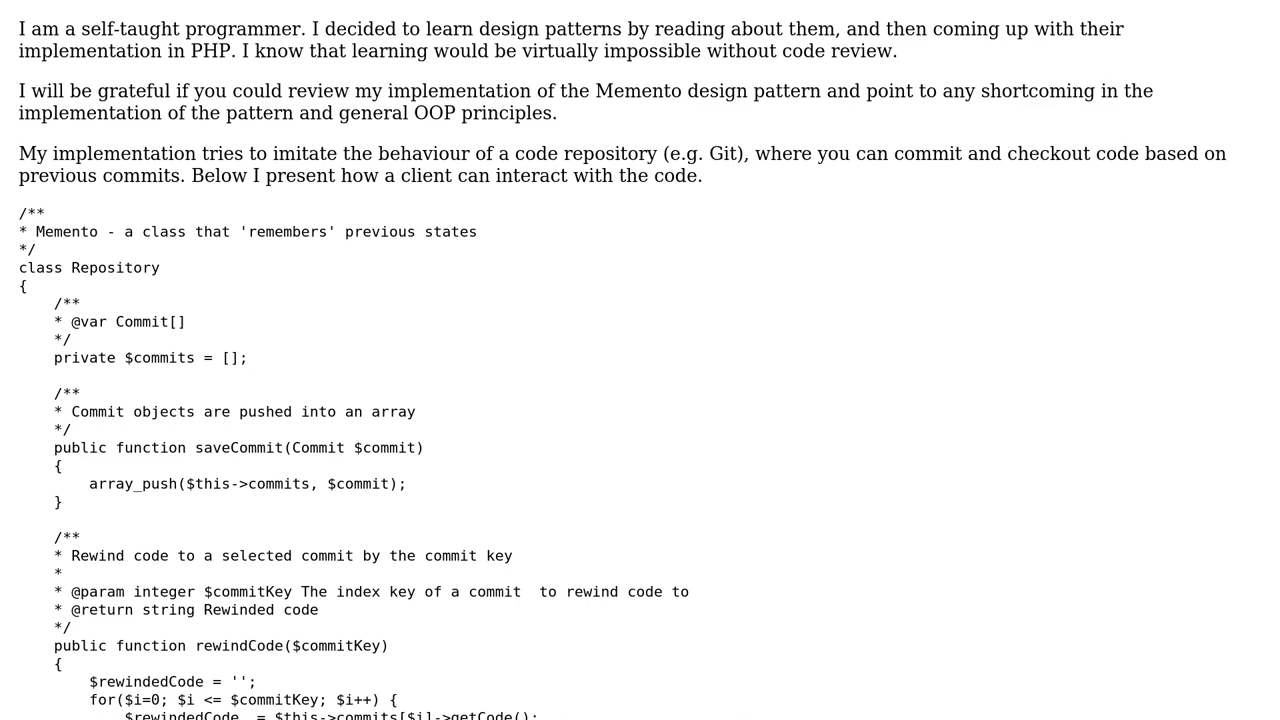 I am a self-taught programmer. I decided to learn design patterns by reading about them, and then coming up with their
implementation in PHP. I know that learning would be virtually impossible without code review.
I will be grateful if you could review my implementation of the Memento design pattern and point to any shortcoming in the
implementation of the pattern and general OOP principles.
My implementation tries to imitate the behaviour of a code repository (e.g. Git), where you can commit and checkout code based on
previous commits. Below I present how a client can interact with the code.
/**
* Memento - a class that 'remembers' previous states
*/
class Repository
{
    /**
    * @var Commit[]
    */
    private $commits = [];
    /**
    * Commit objects are pushed into an array
    */
    public function saveCommit(Commit $commit)
    {
        array_push($this->commits, $commit);
    }
    /**
    * Rewind code to a selected commit by the commit key
    *
    * @param integer $commitKey The index key of a commit  to rewind code to
    * @return string Rewinded code
    */
    public function rewindCode($commitKey)
    {
        $rewindedCode = '';
        for($i=0; $i <= $commitKey; $i++) {
            $rewindedCode  = $this->commits[$i]->getCode();